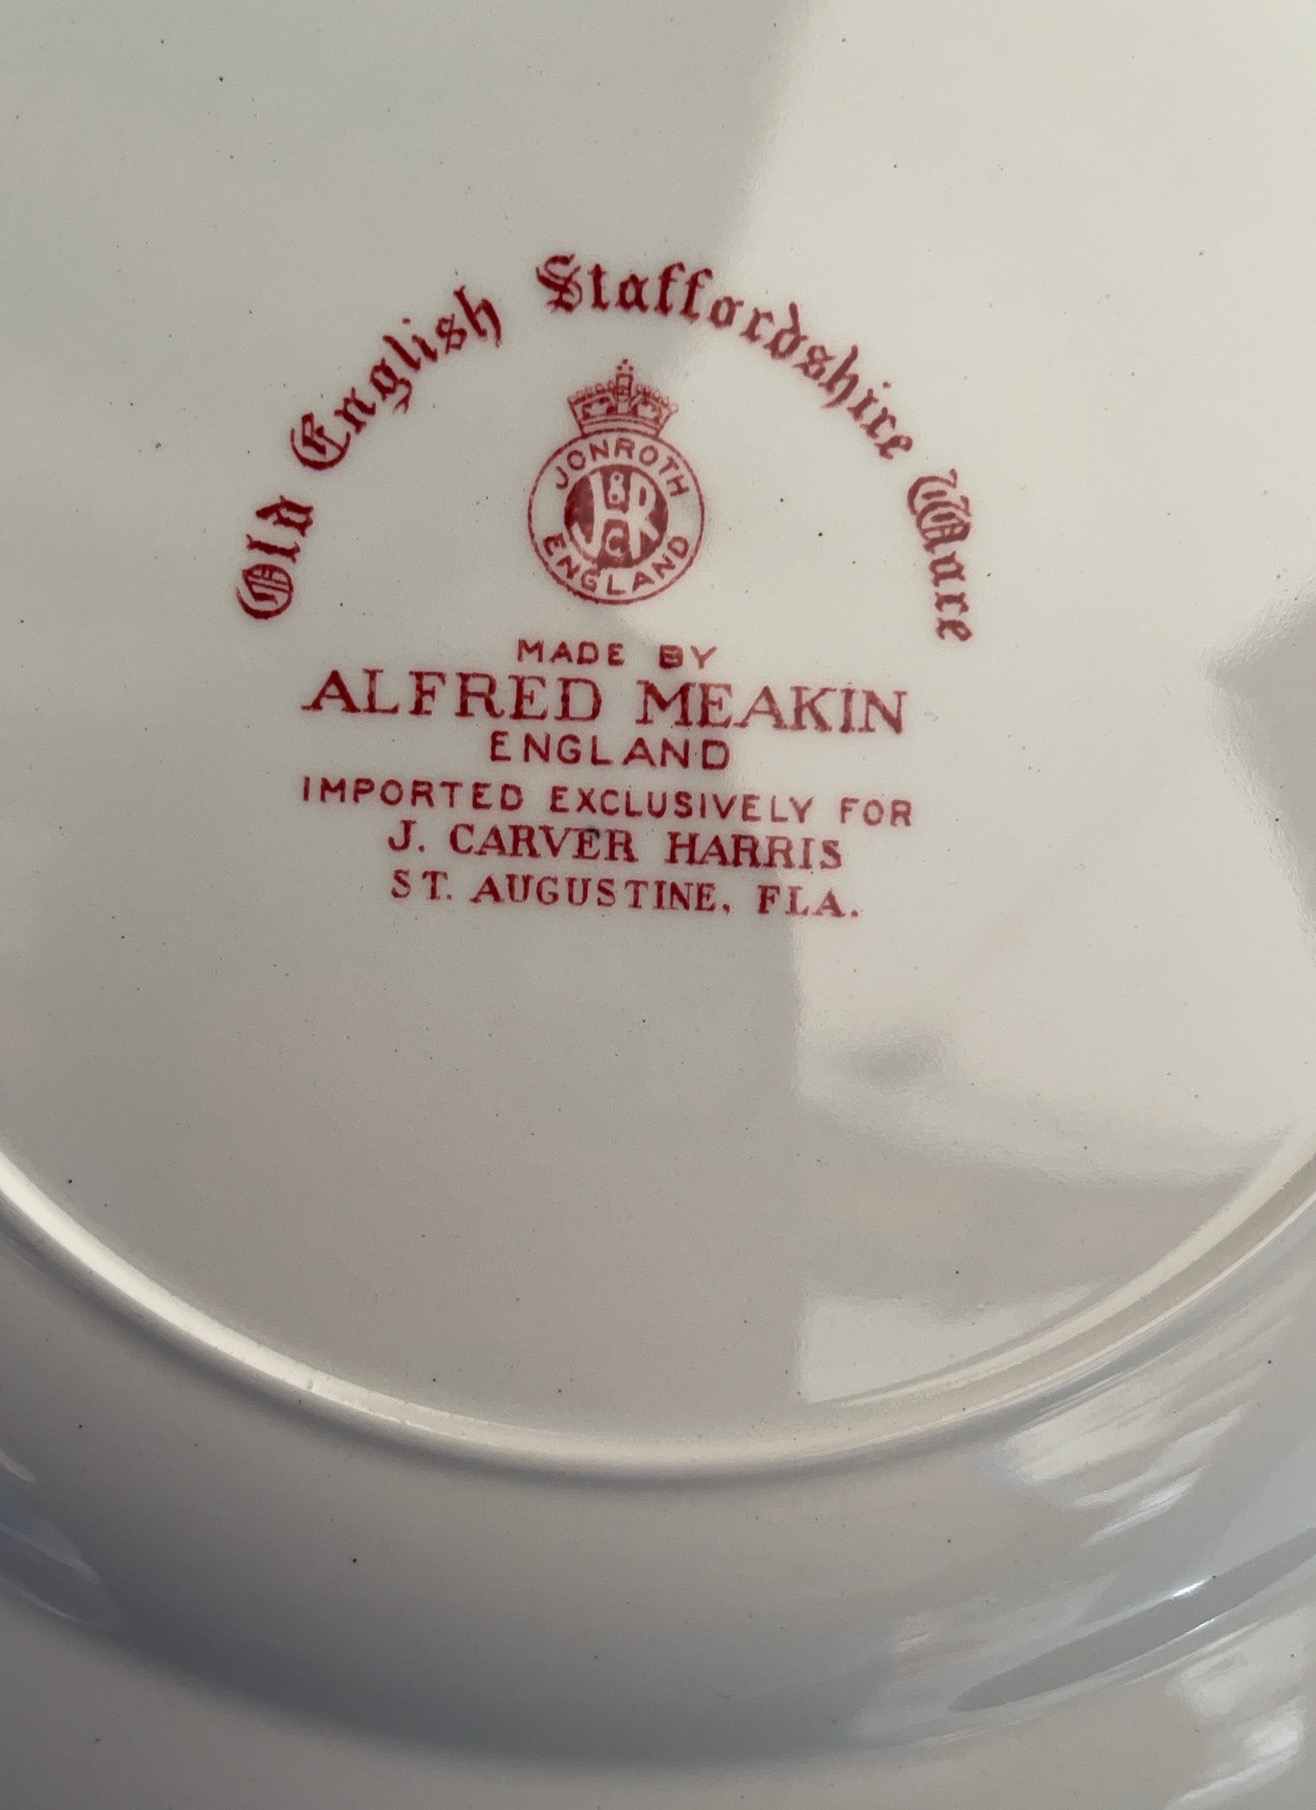 Old English Staffordshire Ware
JONROTH
J&R
C
ENGLAND
MADE BY
ALFRED MEAKIN
ENGLAND
IMPORTED EXCLUSIVELY FOR
J. CARVER HARRIS
ST. AUGUSTINE, FLA.